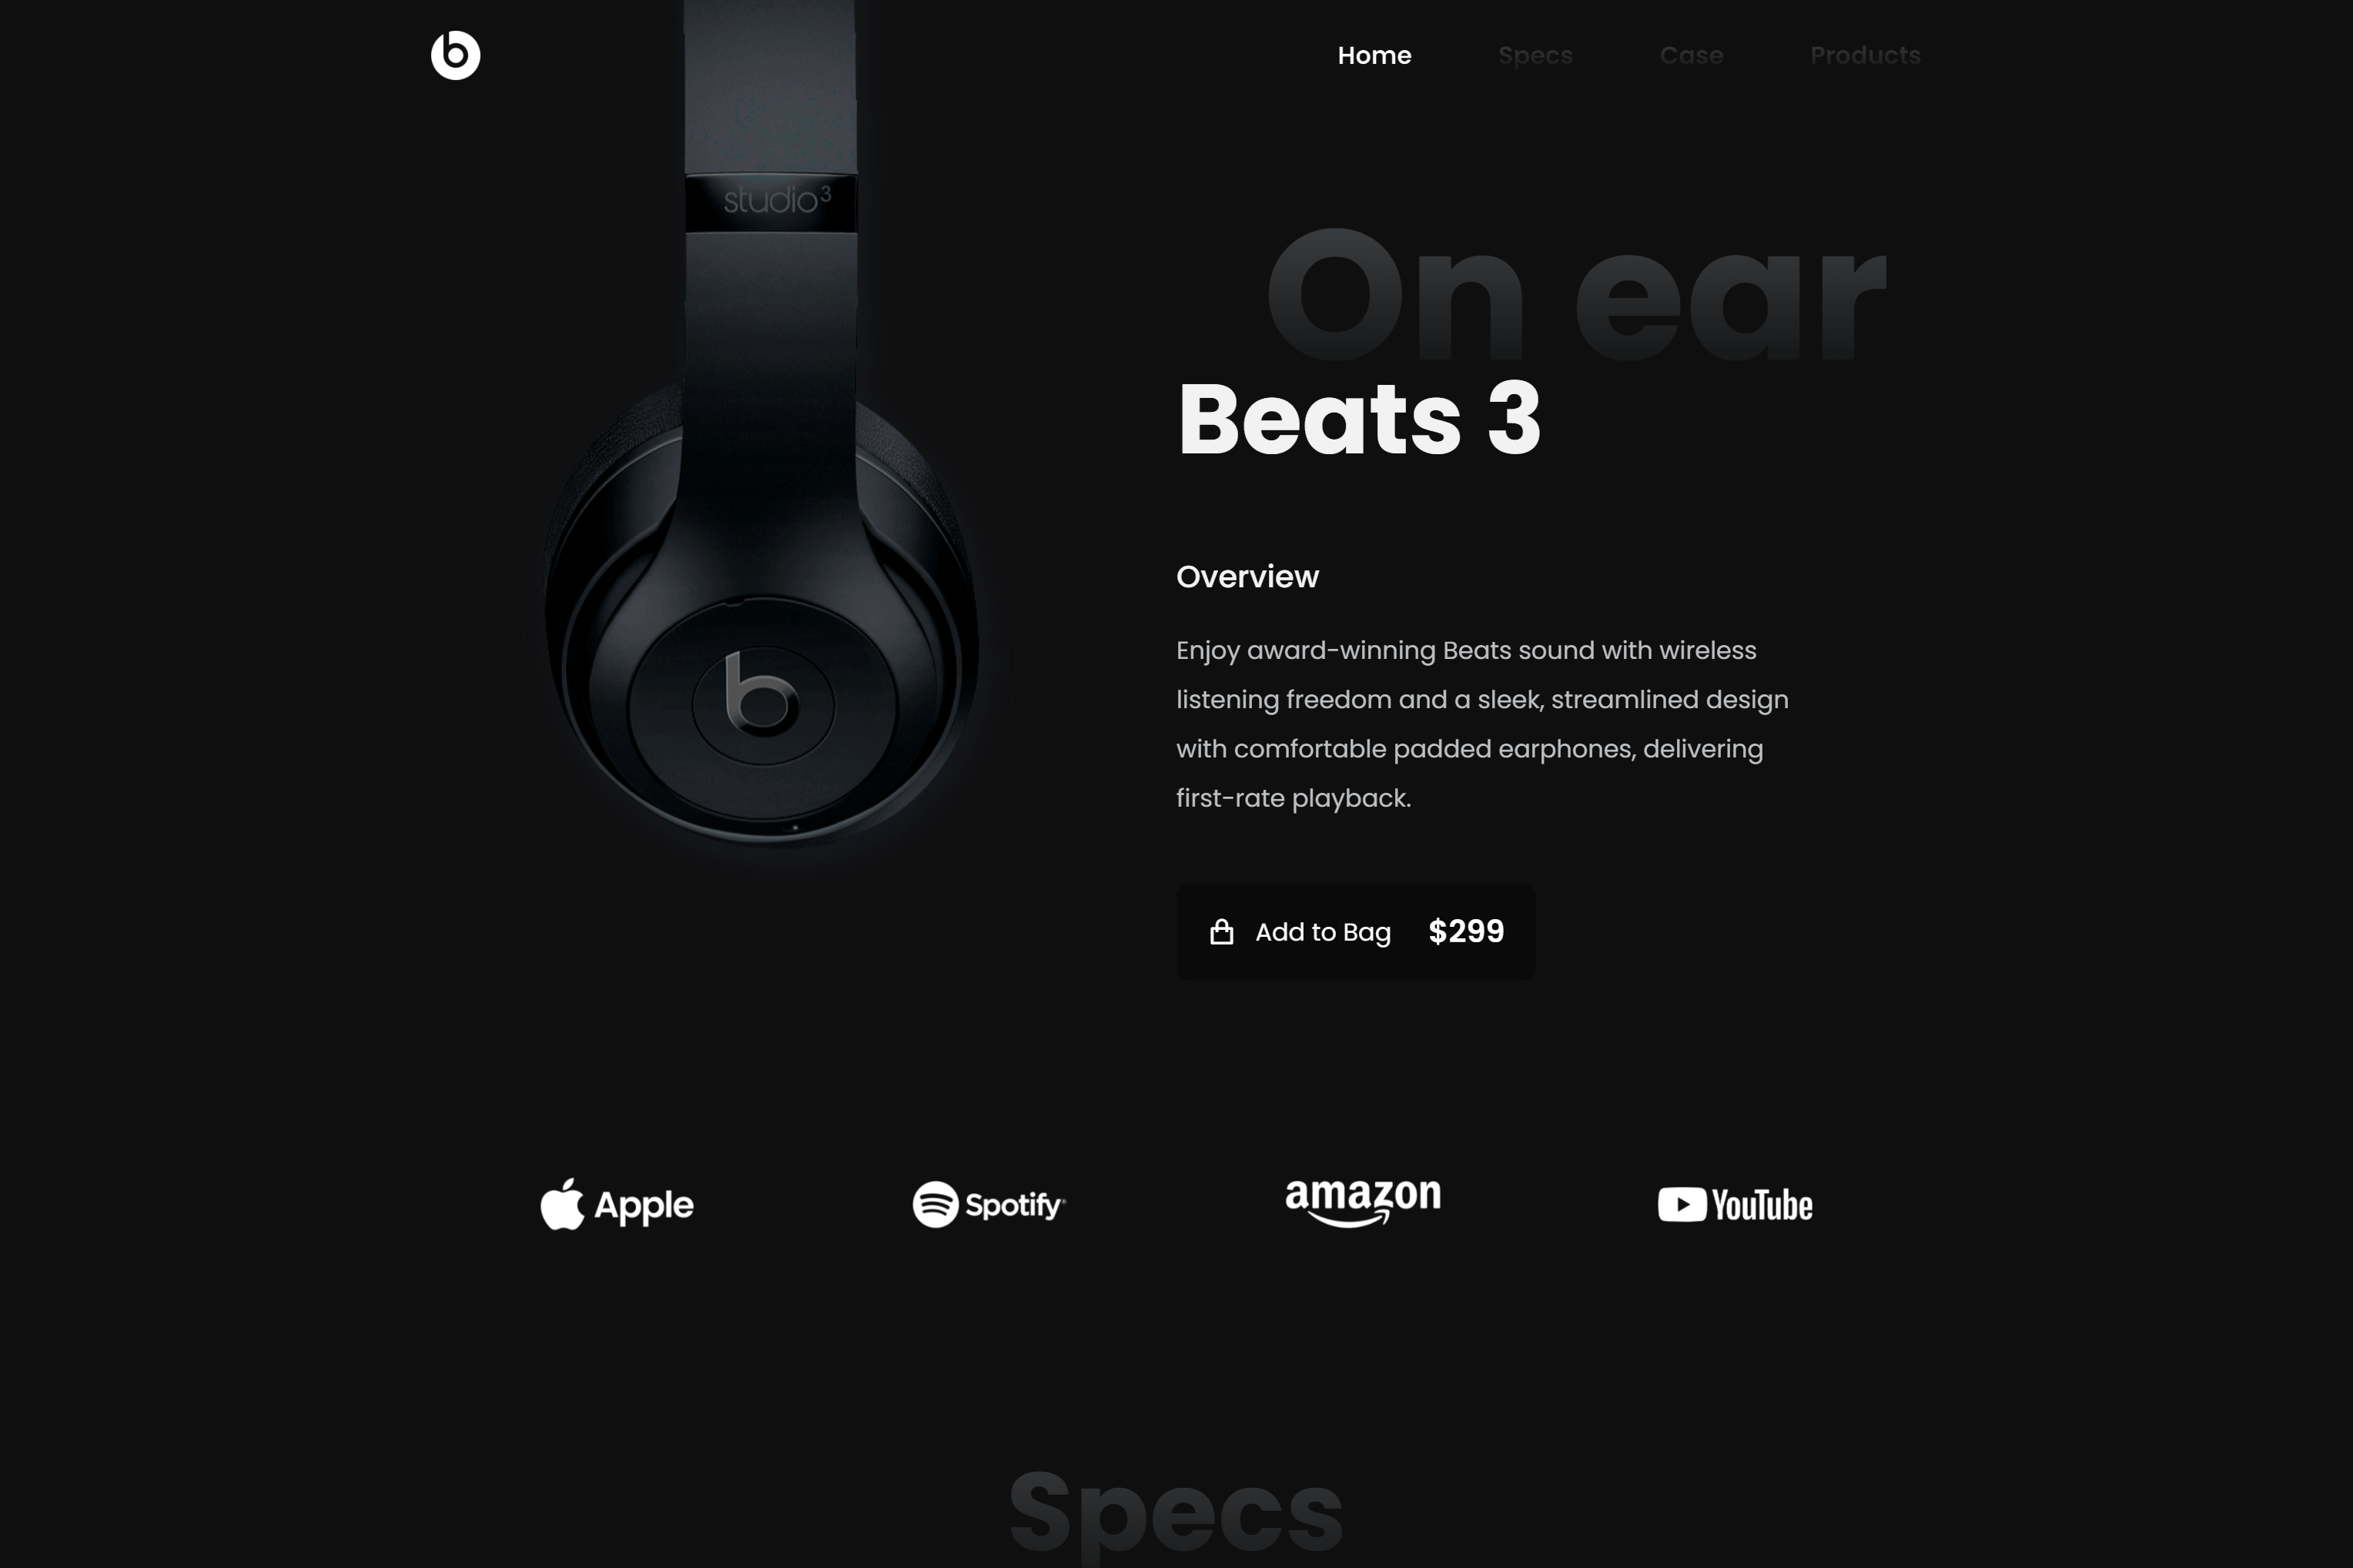 b
Home Specs Case Products
studio3
On ear
Beats 3
Overview
Enjoy award-winning Beats sound with wireless
listening freedom and a sleek, streamlined design
with comfortable padded earphones, delivering
first-rate playback.
b
Add to Bag $299
Apple Spotify amazon YouTube
Specs